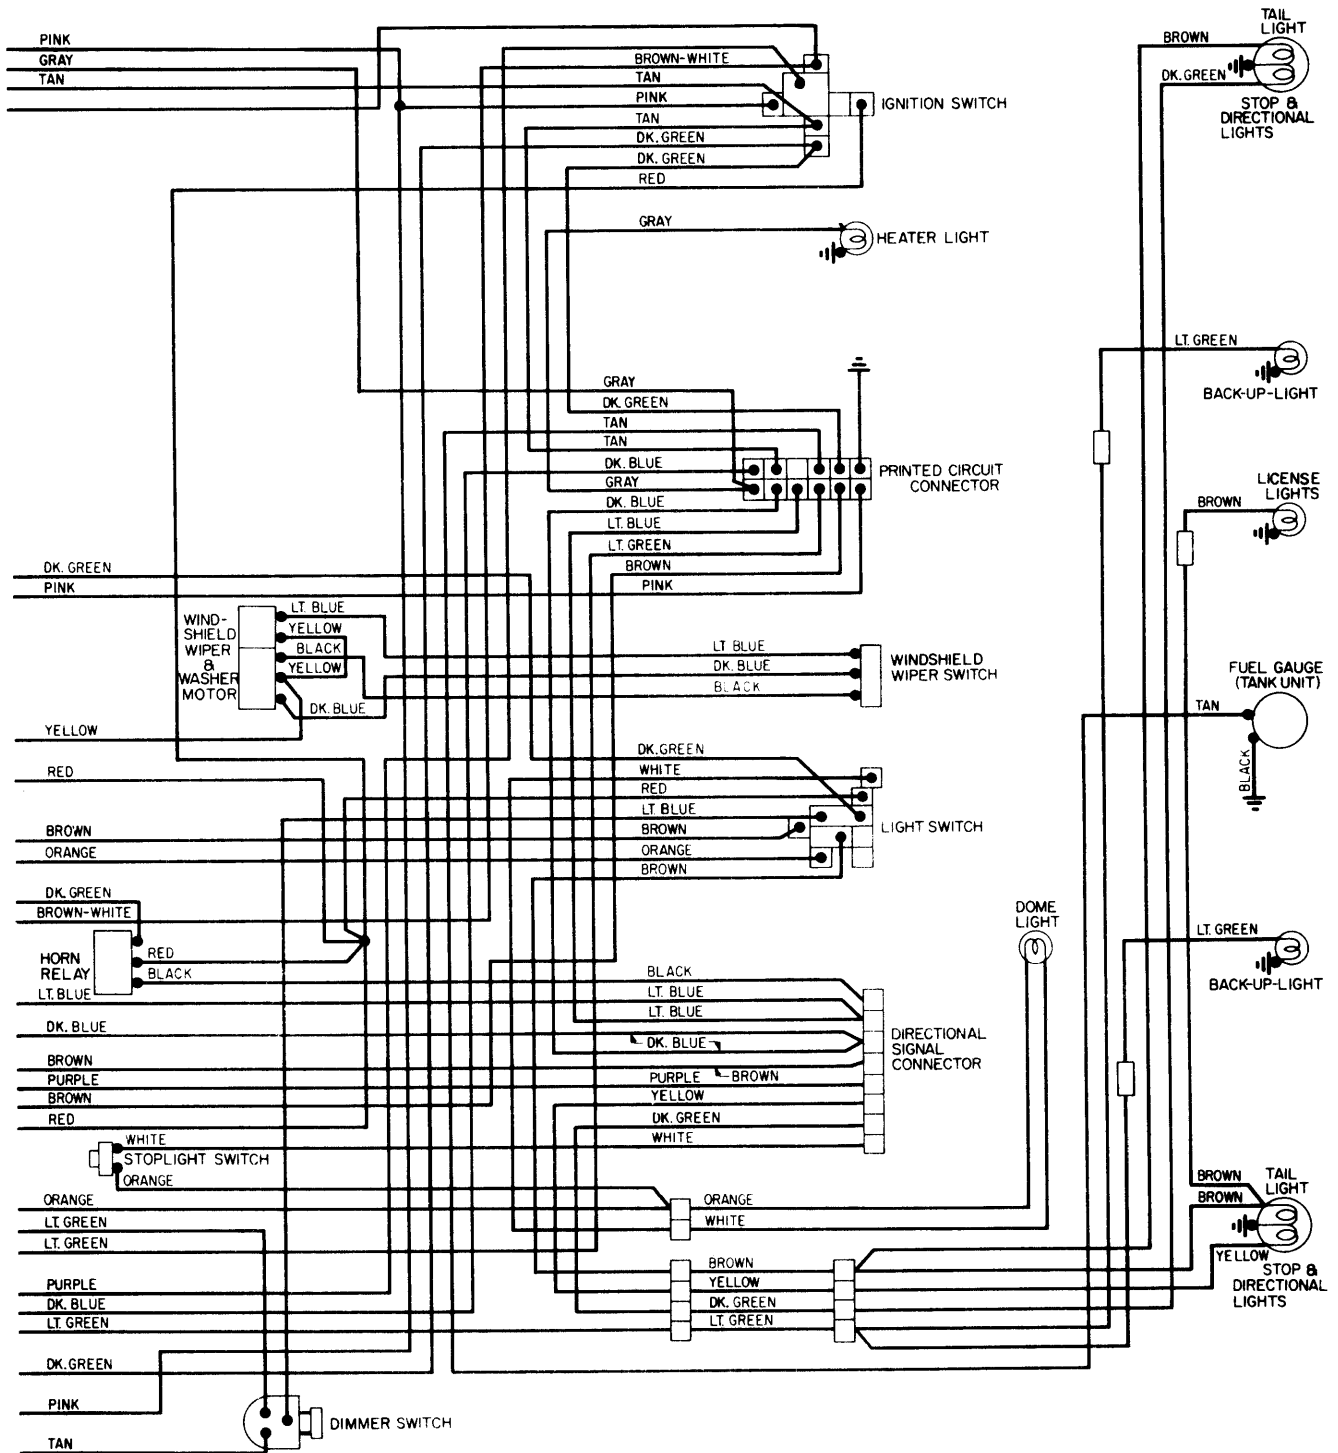 PINK
GRAY
TAN
BROWN-WHITE
TAN
PINK
TAN
DK. GREEN
DK. GREEN
RED
IGNITION SWITCH
BROWN
DK. GREEN
TAIL
LIGHT
STOP &
DIRECTIONAL
LIGHTS
GRAY
HEATER LIGHT
LT. GREEN
BACK-UP-LIGHT
GRAY
DK. GREEN
TAN
TAN
DK. BLUE
GRAY
DK. BLUE
LT. BLUE
LT. GREEN
BROWN
PINK
PRINTED CIRCUIT
CONNECTOR
LICENSE
LIGHTS
BROWN
DK. GREEN
PINK
WIND-
SHIELD
WIPER
&
WASHER
MOTOR
LT. BLUE
YELLOW
BLACK
YELLOW
DK. BLUE
LT BLUE
DK. BLUE
BLACK
WINDSHIELD
WIPER SWITCH
FUEL GAUGE
(TANK UNIT)
TAN
BLACK
YELLOW
RED
BROWN
ORANGE
DK. GREEN
WHITE
RED
LT. BLUE
BROWN
ORANGE
BROWN
LIGHT SWITCH
DK. GREEN
BROWN-WHITE
HORN
RELAY
RED
BLACK
LT. BLUE
DK. BLUE
BROWN
PURPLE
BROWN
RED
DOME
LIGHT
LT. GREEN
BACK-UP-LIGHT
BLACK
LT. BLUE
LT. BLUE
DK. BLUE
PURPLE
BROWN
YELLOW
DK. GREEN
WHITE
DIRECTIONAL
SIGNAL
CONNECTOR
WHITE
STOPLIGHT SWITCH
ORANGE
ORANGE
LT. GREEN
LT. GREEN
PURPLE
DK. BLUE
LT. GREEN
DK. GREEN
PINK
TAN
ORANGE
WHITE
BROWN
YELLOW
DK. GREEN
LT. GREEN
BROWN
BROWN
YELLOW
TAIL
LIGHT
STOP &
DIRECTIONAL
LIGHTS
DIMMER SWITCH